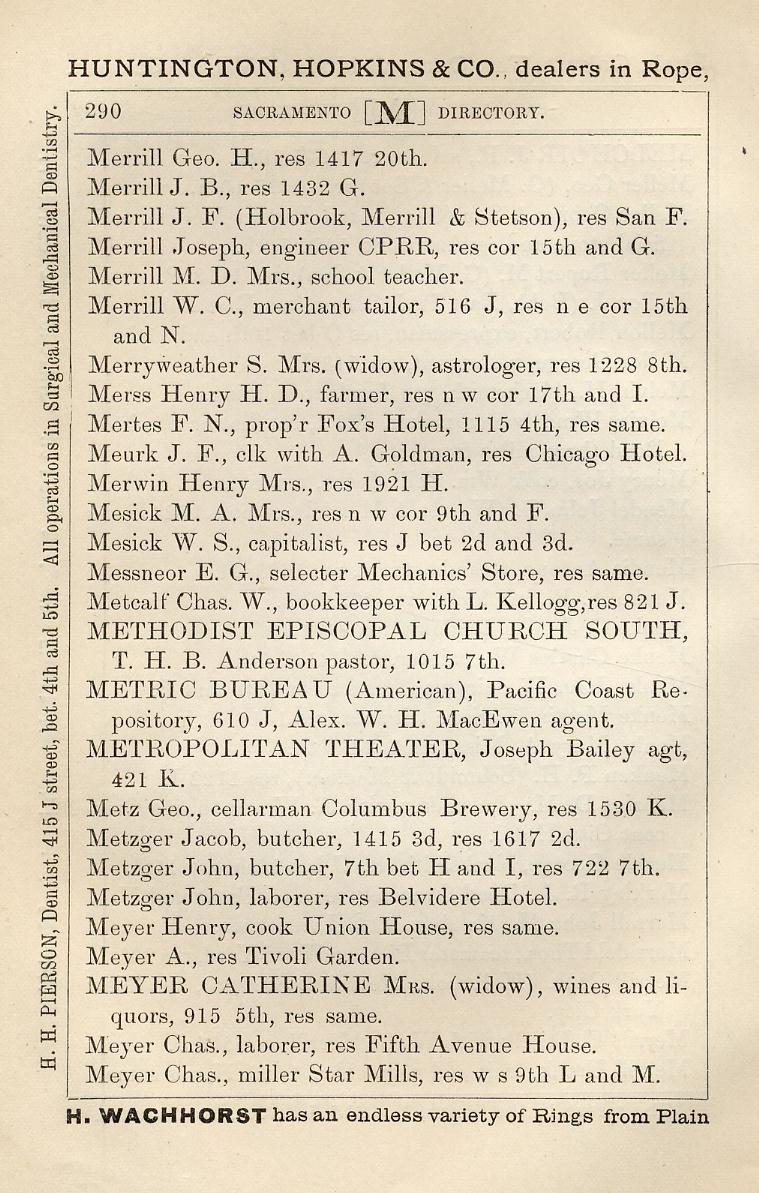 HUNTINGTON, HOPKINS & CO., dealers in Rope,
290 SACRAMENTO [M] DIRECTORY.
Merrill Geo. H., res 1417 20th.
Merrill J. B., res 1432 G.
Merrill J. F. (Holbrook, Merrill & Stetson), res San F.
Merrill Joseph, engineer CPRR, res cor 15th and G.
Merrill M. D. Mrs., school teacher.
Merrill W. C., merchant tailor, 516 J, res n e cor 15th
and N.
Merryweather S. Mrs. (widow), astrologer, res 1228 8th.
Merss Henry H. D., farmer, res n w cor 17th and I.
Mertes F. N., prop'r Fox's Hotel, 1115 4th, res same.
Meurk J. F., clk with A. Goldman, res Chicago Hotel.
Merwin Henry Mrs., res 1921 H.
Mesick M. A. Mrs., res n w cor 9th and F.
Mesick W. S., capitalist, res J bet 2d and 3d.
Messneor E. G., selecter Mechanics' Store, res same.
Metcalf Chas. W., bookkeeper with L. Kellogg,res 821 J.
METHODIST EPISCOPAL CHURCH SOUTH,
T. H. B. Anderson pastor, 1015 7th.
METRIC BUREAU (American), Pacific Coast Re-
pository, 610 J, Alex. W. H. MacEwen agent.
METROPOLITAN THEATER, Joseph Bailey agt,
421 K.
Metz Geo., cellarman Columbus Brewery, res 1530 K.
Metzger Jacob, butcher, 1415 3d, res 1617 2d.
Metzger John, butcher, 7th bet H and I, res 722 7th.
Metzger John, laborer, res Belvidere Hotel.
Meyer Henry, cook Union House, res same.
Meyer A., res Tivoli Garden.
MEYER CATHERINE MRS. (widow), wines and li-
quors, 915 5th, res same.
Meyer Chas., laborer, res Fifth Avenue House.
Meyer Chas., miller Star Mills, res w s 9th L and M.
H. WACHHORST has an endless variety of Rings from Plain
H. H. PIERSON, Dentist, 415 J street, bet. 4th and 5th. All operations in Surgical and Mechanical Dentistry.